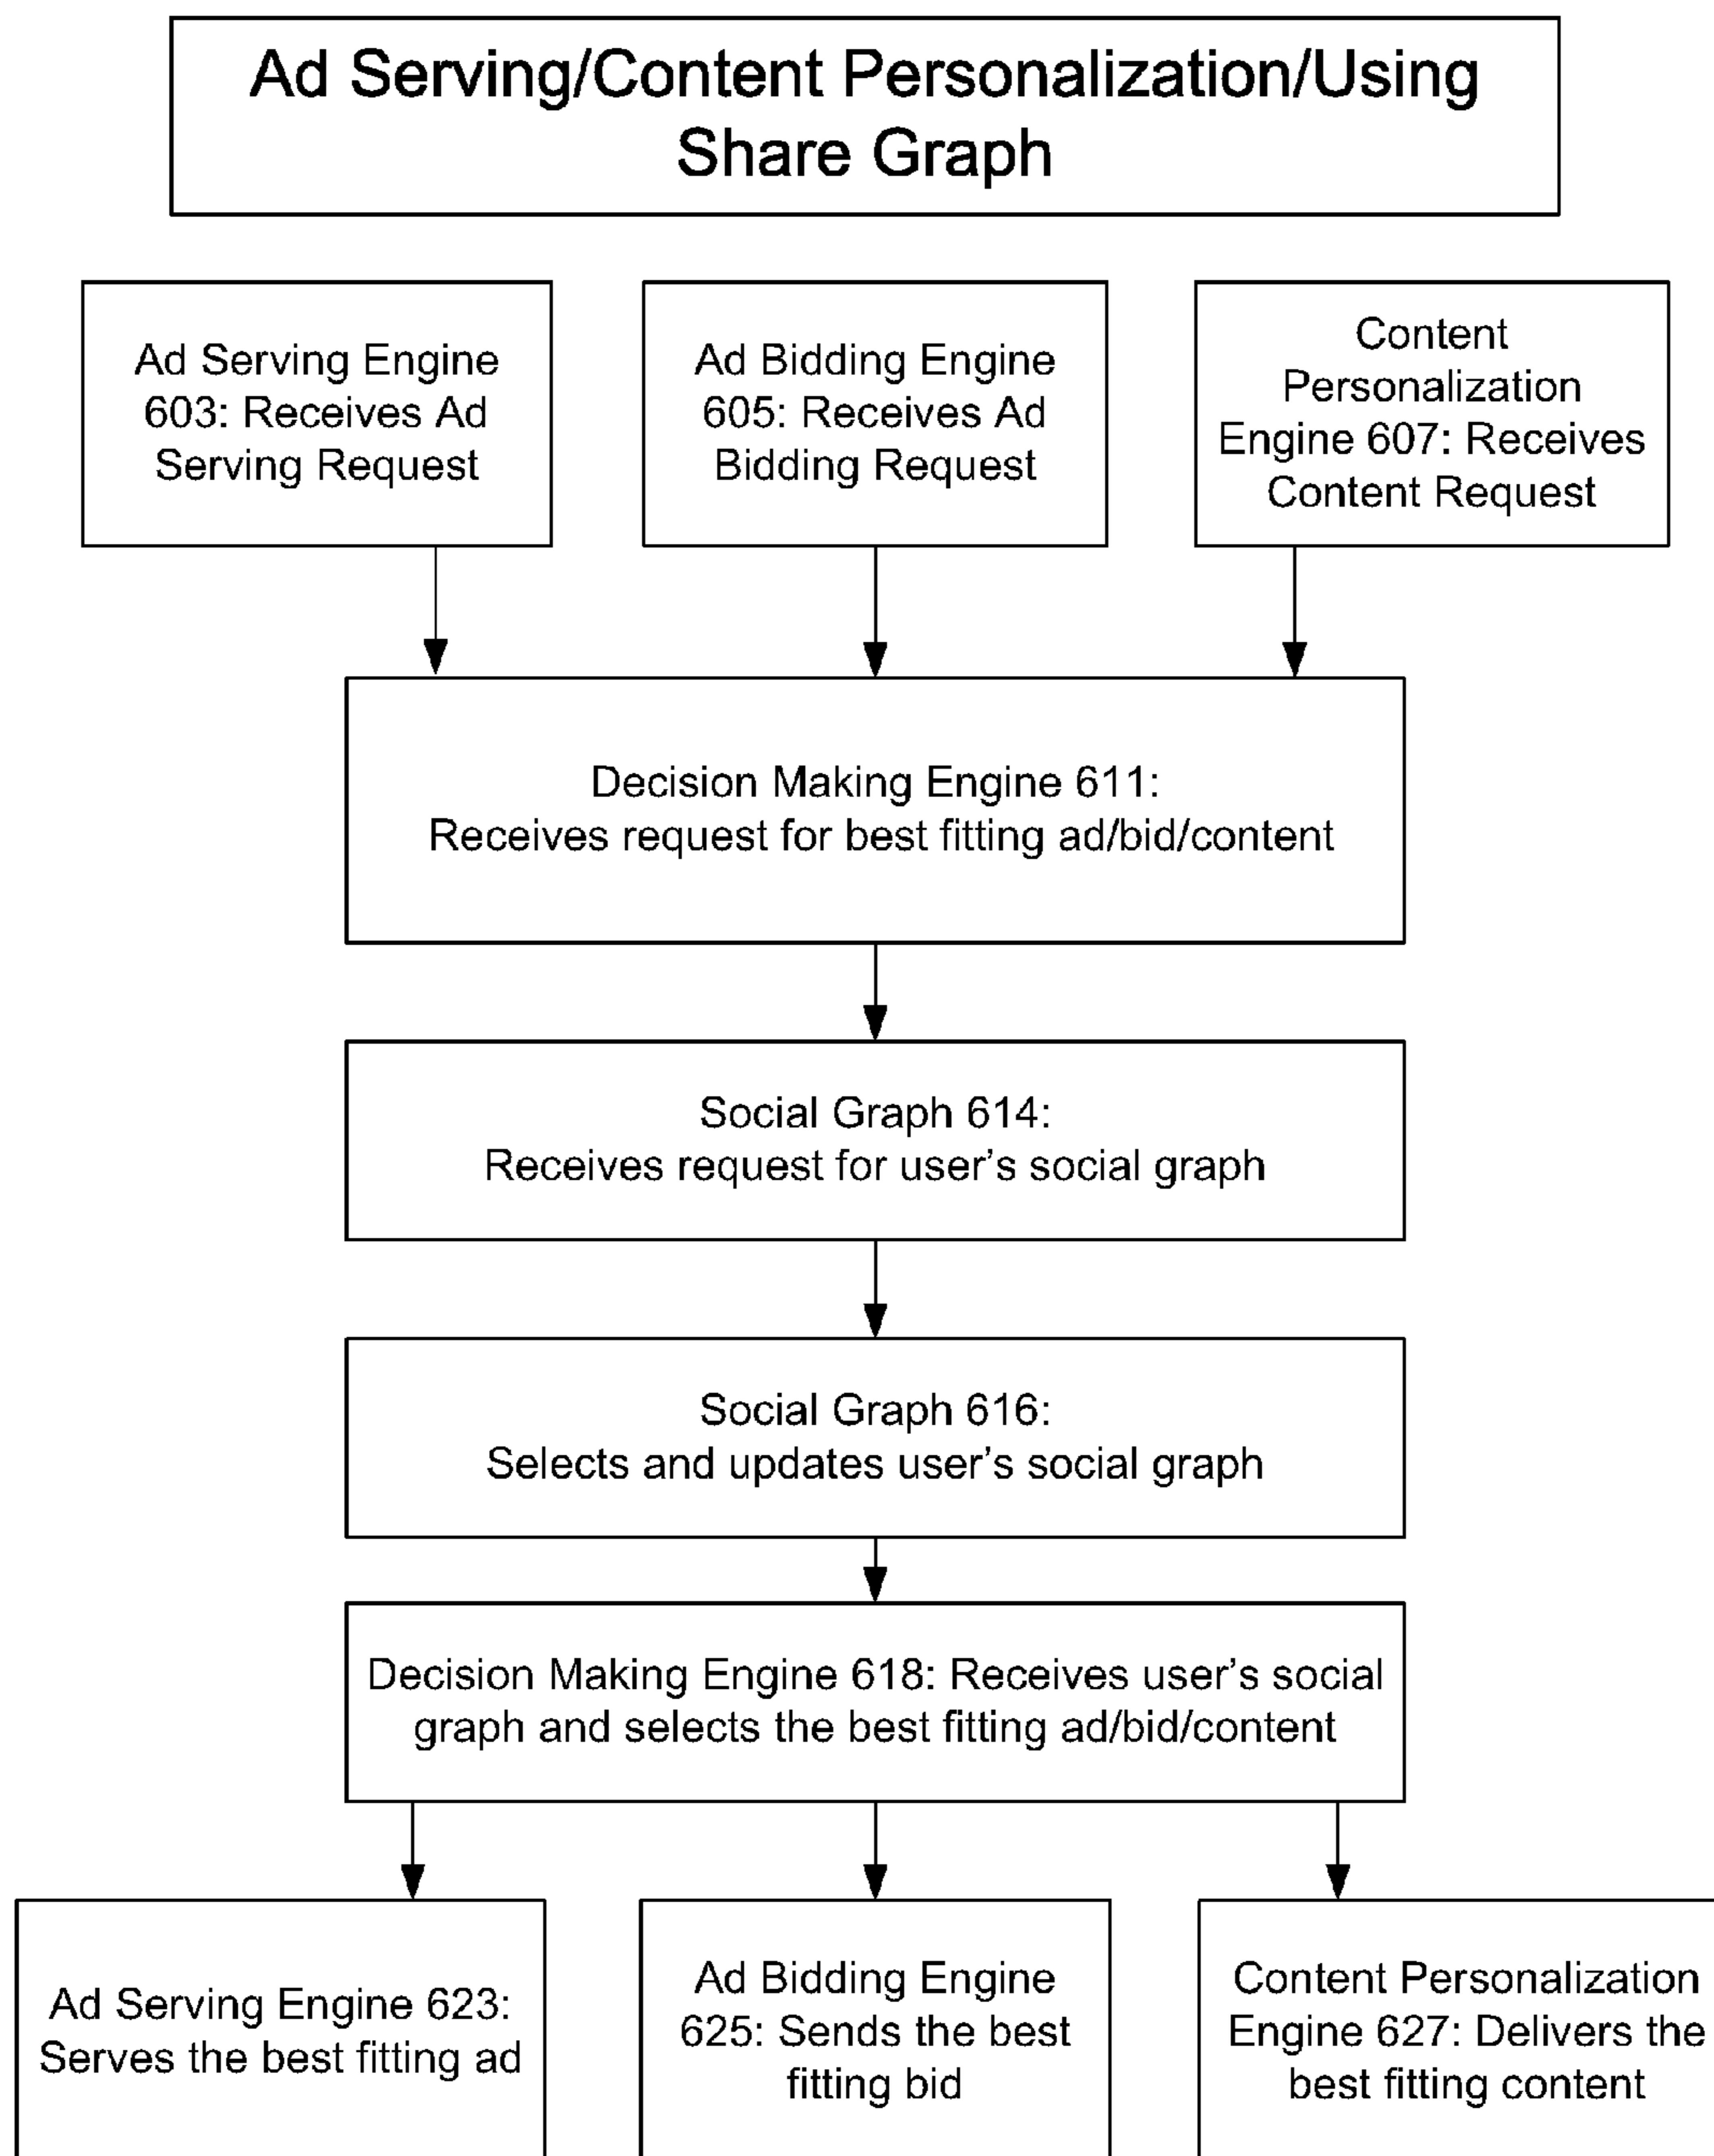 Ad Serving/Content Personalization/Using
Share Graph
Ad Serving Engine
603: Receives Ad
Serving Request
Ad Bidding Engine
605: Receives Ad
Bidding Request
Content
Personalization
Engine 607: Receives
Content Request
Decision Making Engine 611:
Receives request for best fitting ad/bid/content
Social Graph 614:
Receives request for user’s social graph
Social Graph 616:
Selects and updates user’s social graph
Decision Making Engine 618: Receives user’s social
graph and selects the best fitting ad/bid/content
Ad Serving Engine 623:
Serves the best fitting ad
Ad Bidding Engine
625: Sends the best
fitting bid
Content Personalization
Engine 627: Delivers the
best fitting content